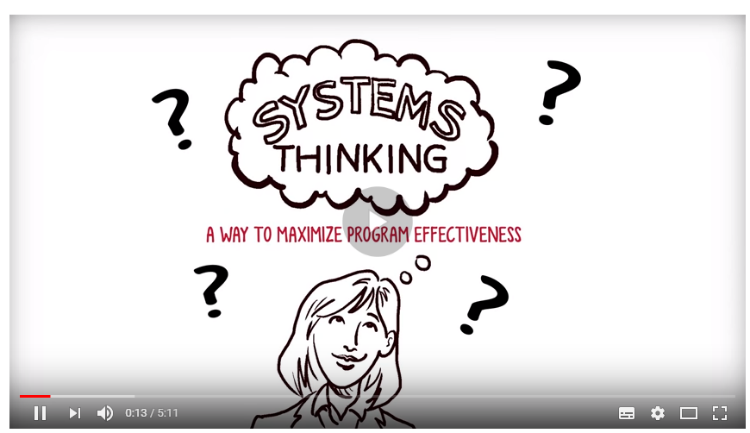 ?
?
SYSTEMS
THINKING
A WAY TO MAXIMIZE PROGRAM EFFECTIVENESS
?
?
0:13 / 5:11